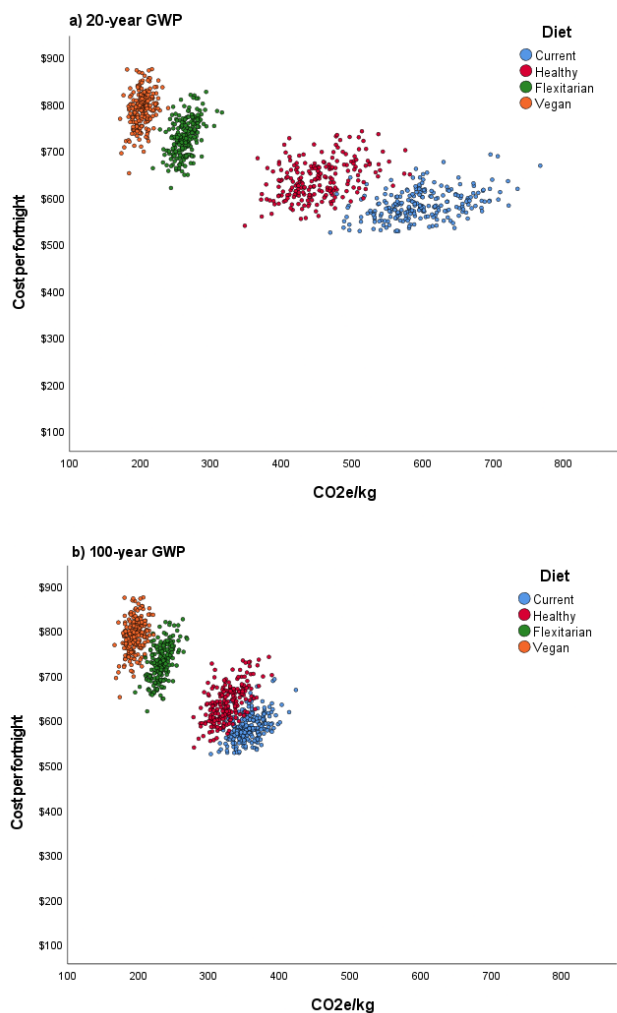 a) 20-year GWP
Diet
Current
Healthy
Flexitarian
Vegan
$900
$800
$700
$600
$500
$400
$300
$200
$100
Cost per fortnight
100 200 300 400 500 600 700 800
CO2e/kg
b) 100-year GWP
Diet
Current
Healthy
Flexitarian
Vegan
$900
$800
$700
$600
$500
$400
$300
$200
$100
Cost per fortnight
100 200 300 400 500 600 700 800
CO2e/kg